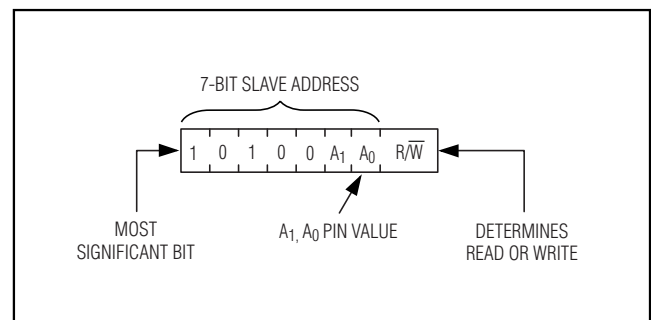 7-BIT SLAVE ADDRESS
1 0 1 0 0 A1 A0 R/W̅
MOST
SIGNIFICANT BIT
A1, A0 PIN VALUE
DETERMINES
READ OR WRITE